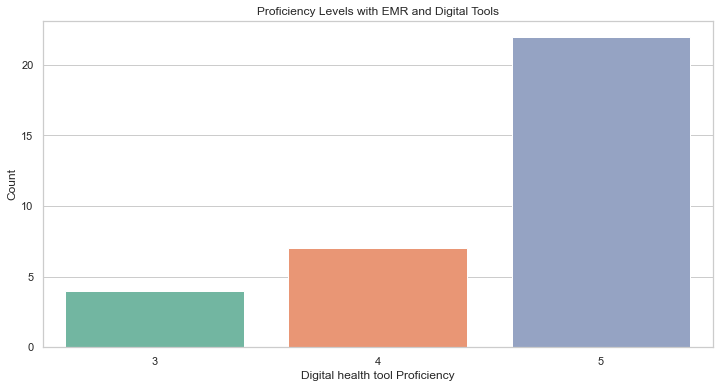 Proficiency Levels with EMR and Digital Tools
Count
20
15
10
5
0
3 4 5
Digital health tool Proficiency